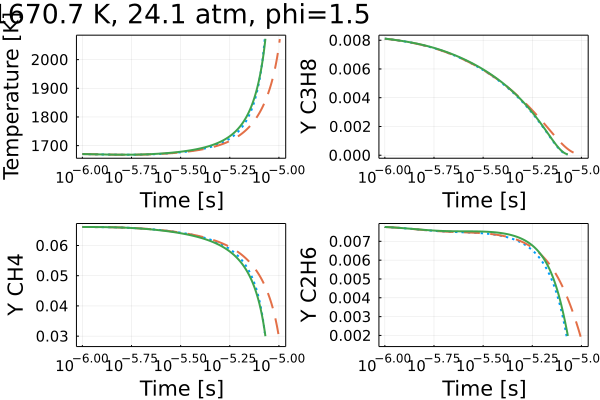 1670.7 K, 24.1 atm, phi=1.5
Temperature [K]
2000
1900
1800
1700
10⁻⁶·⁰⁰ 10⁻⁵·⁷⁵ 10⁻⁵·⁵⁰ 10⁻⁵·²⁵ 10⁻⁵·⁰⁰
Time [s]
Y C3H8
0.008
0.006
0.004
0.002
0.000
10⁻⁶·⁰⁰ 10⁻⁵·⁷⁵ 10⁻⁵·⁵⁰ 10⁻⁵·²⁵ 10⁻⁵·⁰
Time [s]
Y CH4
0.06
0.05
0.04
0.03
10⁻⁶·⁰⁰ 10⁻⁵·⁷⁵ 10⁻⁵·⁵⁰ 10⁻⁵·²⁵ 10⁻⁵·⁰⁰
Time [s]
Y C2H6
0.007
0.006
0.005
0.004
0.003
0.002
10⁻⁶·⁰⁰ 10⁻⁵·⁷⁵ 10⁻⁵·⁵⁰ 10⁻⁵·²⁵ 10⁻⁵·⁰
Time [s]